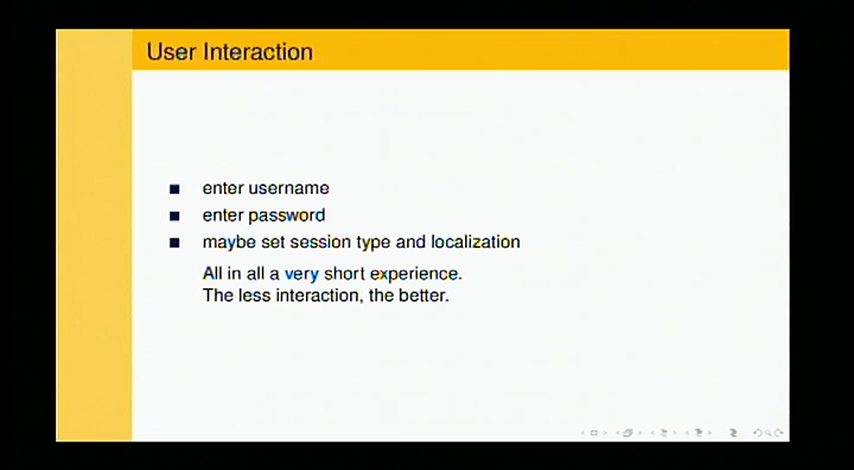 User Interaction
enter username
enter password
maybe set session type and localization
All in all a very short experience.
The less interaction, the better.